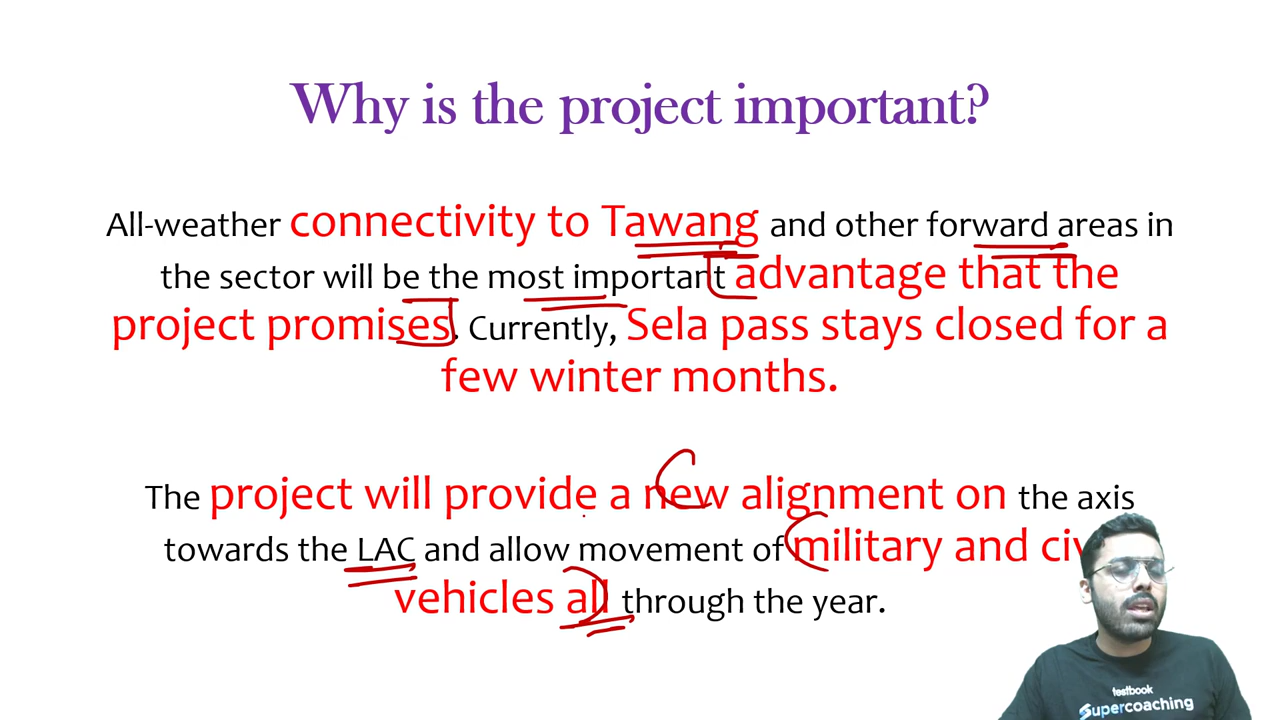 Why is the project important?
All-weather connectivity to Tawang and other forward areas in
the sector will be the most important advantage that the
project promises. Currently, Sela pass stays closed for a
few winter months.
The project will provide a new alignment on the axis
towards the LAC and allow movement of military and civ
vehicles all through the year.
testbook
Supercoaching